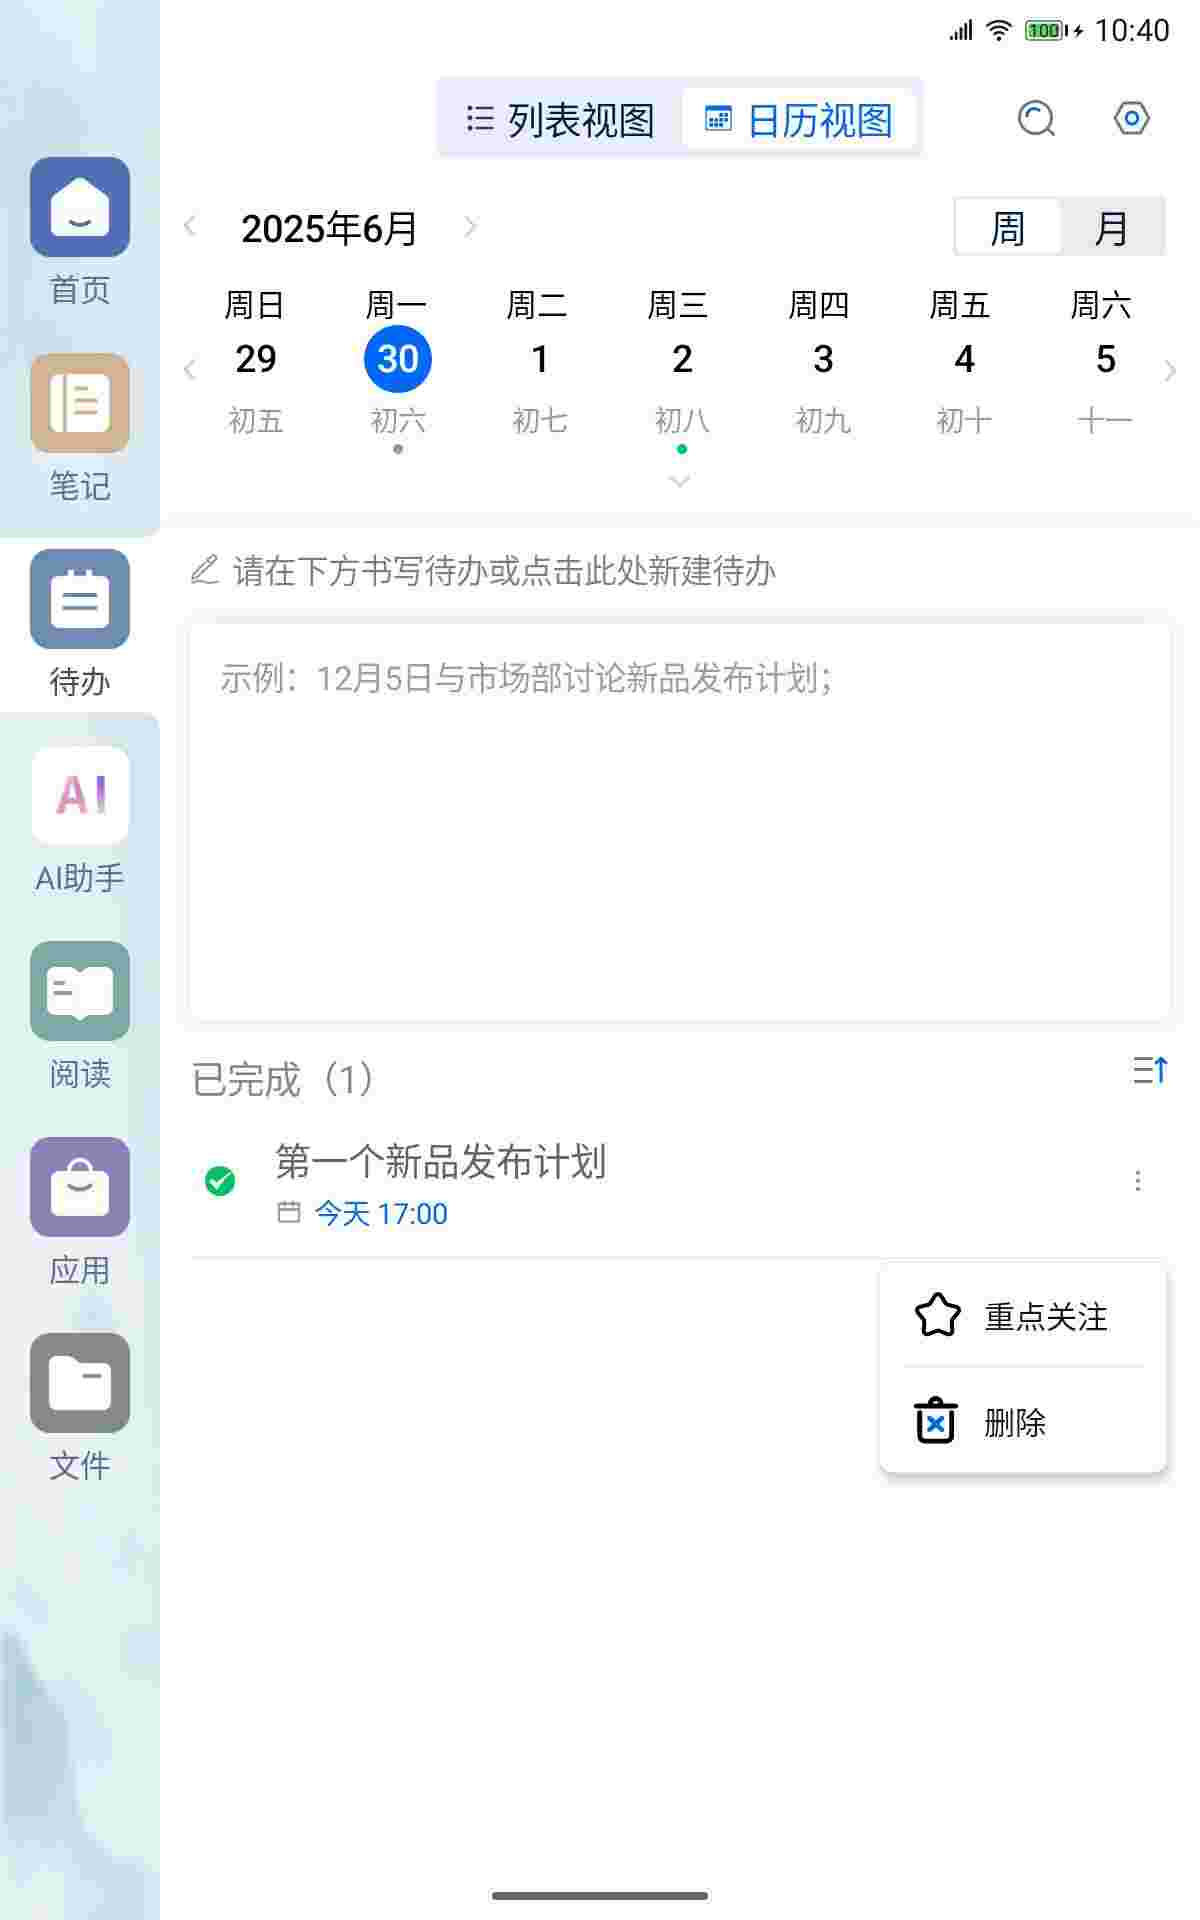 100 10:40
列表视图 日历视图
2025年6月 周 月
周日 周一 周二 周三 周四 周五 周六
29 30 1 2 3 4 5
初五 初六 初七 初八 初九 初十 十一
首页
笔记
待办
AI
AI助手
阅读
应用
文件
请在下方书写待办或点击此处新建待办
示例：12月5日与市场部讨论新品发布计划；
已完成（1）
第一个新品发布计划
今天 17:00
重点关注
删除